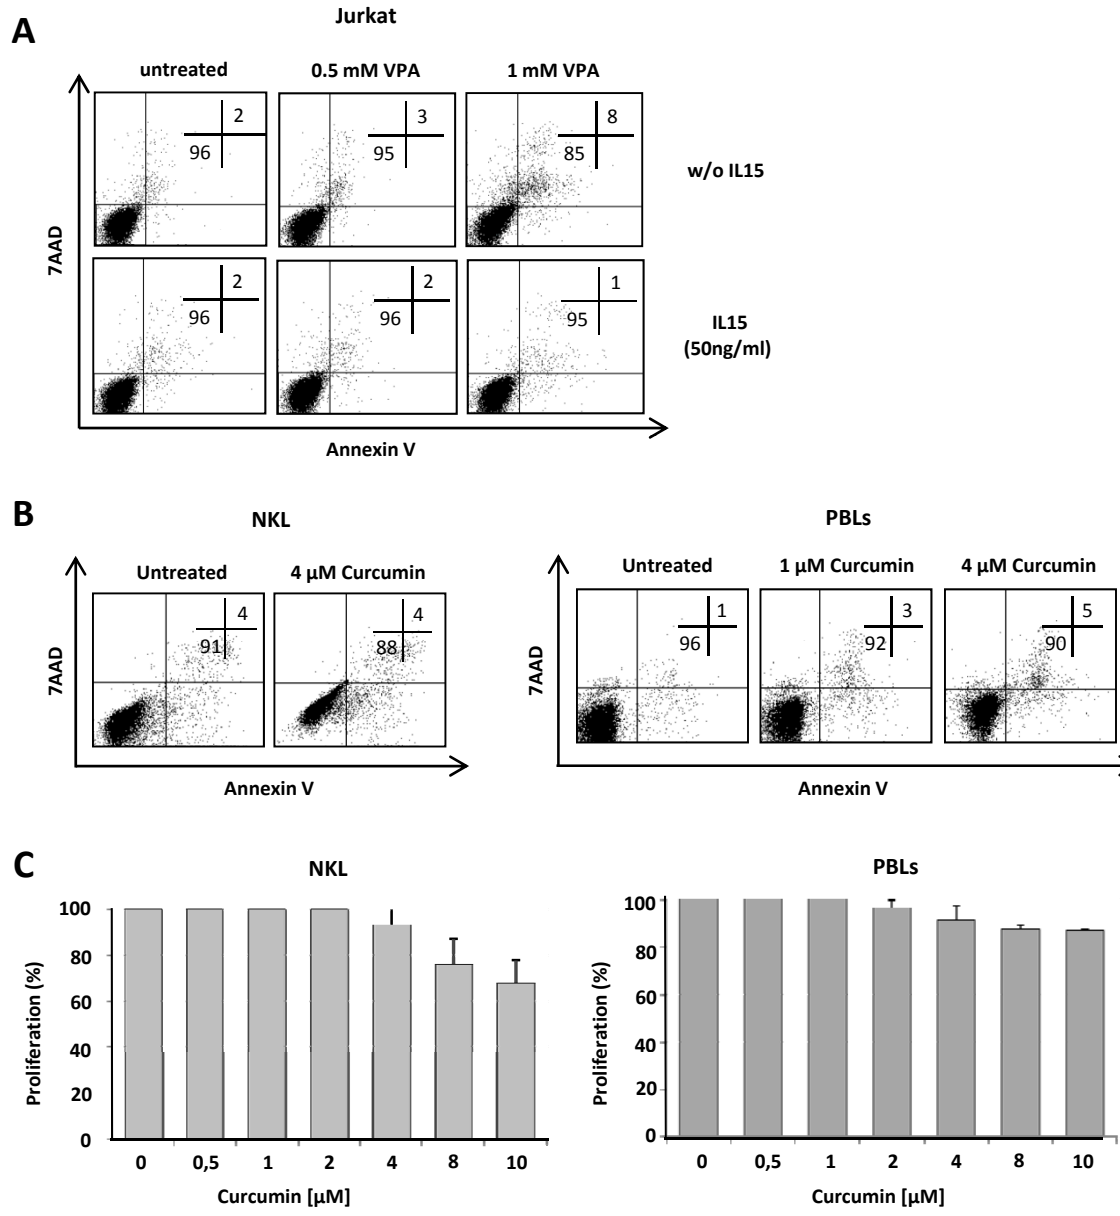 A
Jurkat
untreated 0.5 mM VPA 1 mM VPA
2 3 8
96 95 85
w/o IL15
2 2 1
96 96 95
IL15
(50ng/ml)
7AAD
Annexin V
B
NKL PBLs
Untreated 4 µM Curcumin Untreated 1 µM Curcumin 4 µM Curcumin
4 4 1 3 5
91 88 96 92 90
7AAD 7AAD
Annexin V Annexin V
C
NKL
Proliferation (%)
100
80
60
40
20
0
0 0,5 1 2 4 8 10
Curcumin [µM]
PBLs
Proliferation (%)
100
80
60
40
20
0
0 0,5 1 2 4 8 10
Curcumin [µM]